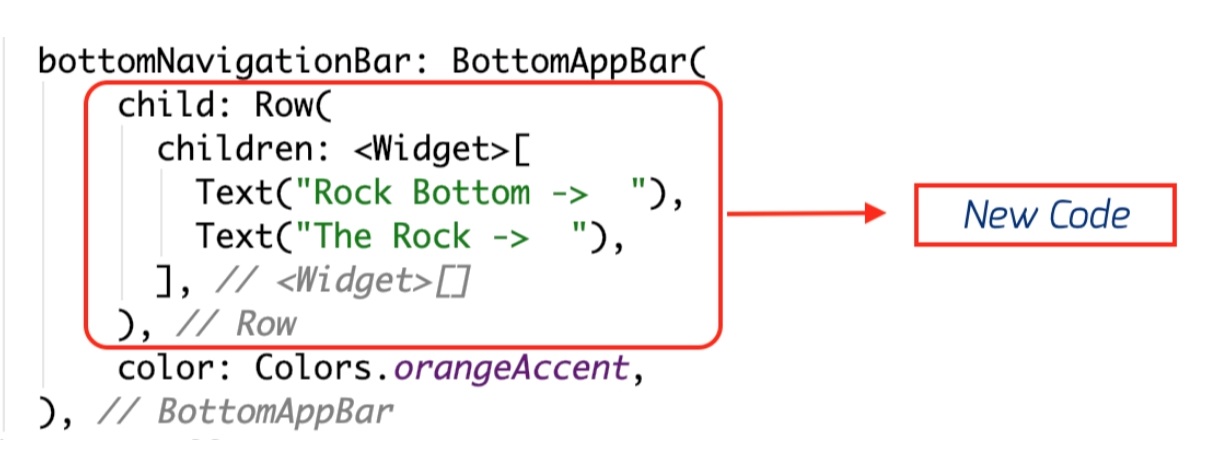 bottomNavigationBar: BottomAppBar(
child: Row(
children: <Widget>[
Text("Rock Bottom ->  "),
Text("The Rock ->  "),
], // <Widget>[]
), // Row
color: Colors.orangeAccent,
), // BottomAppBar
New Code